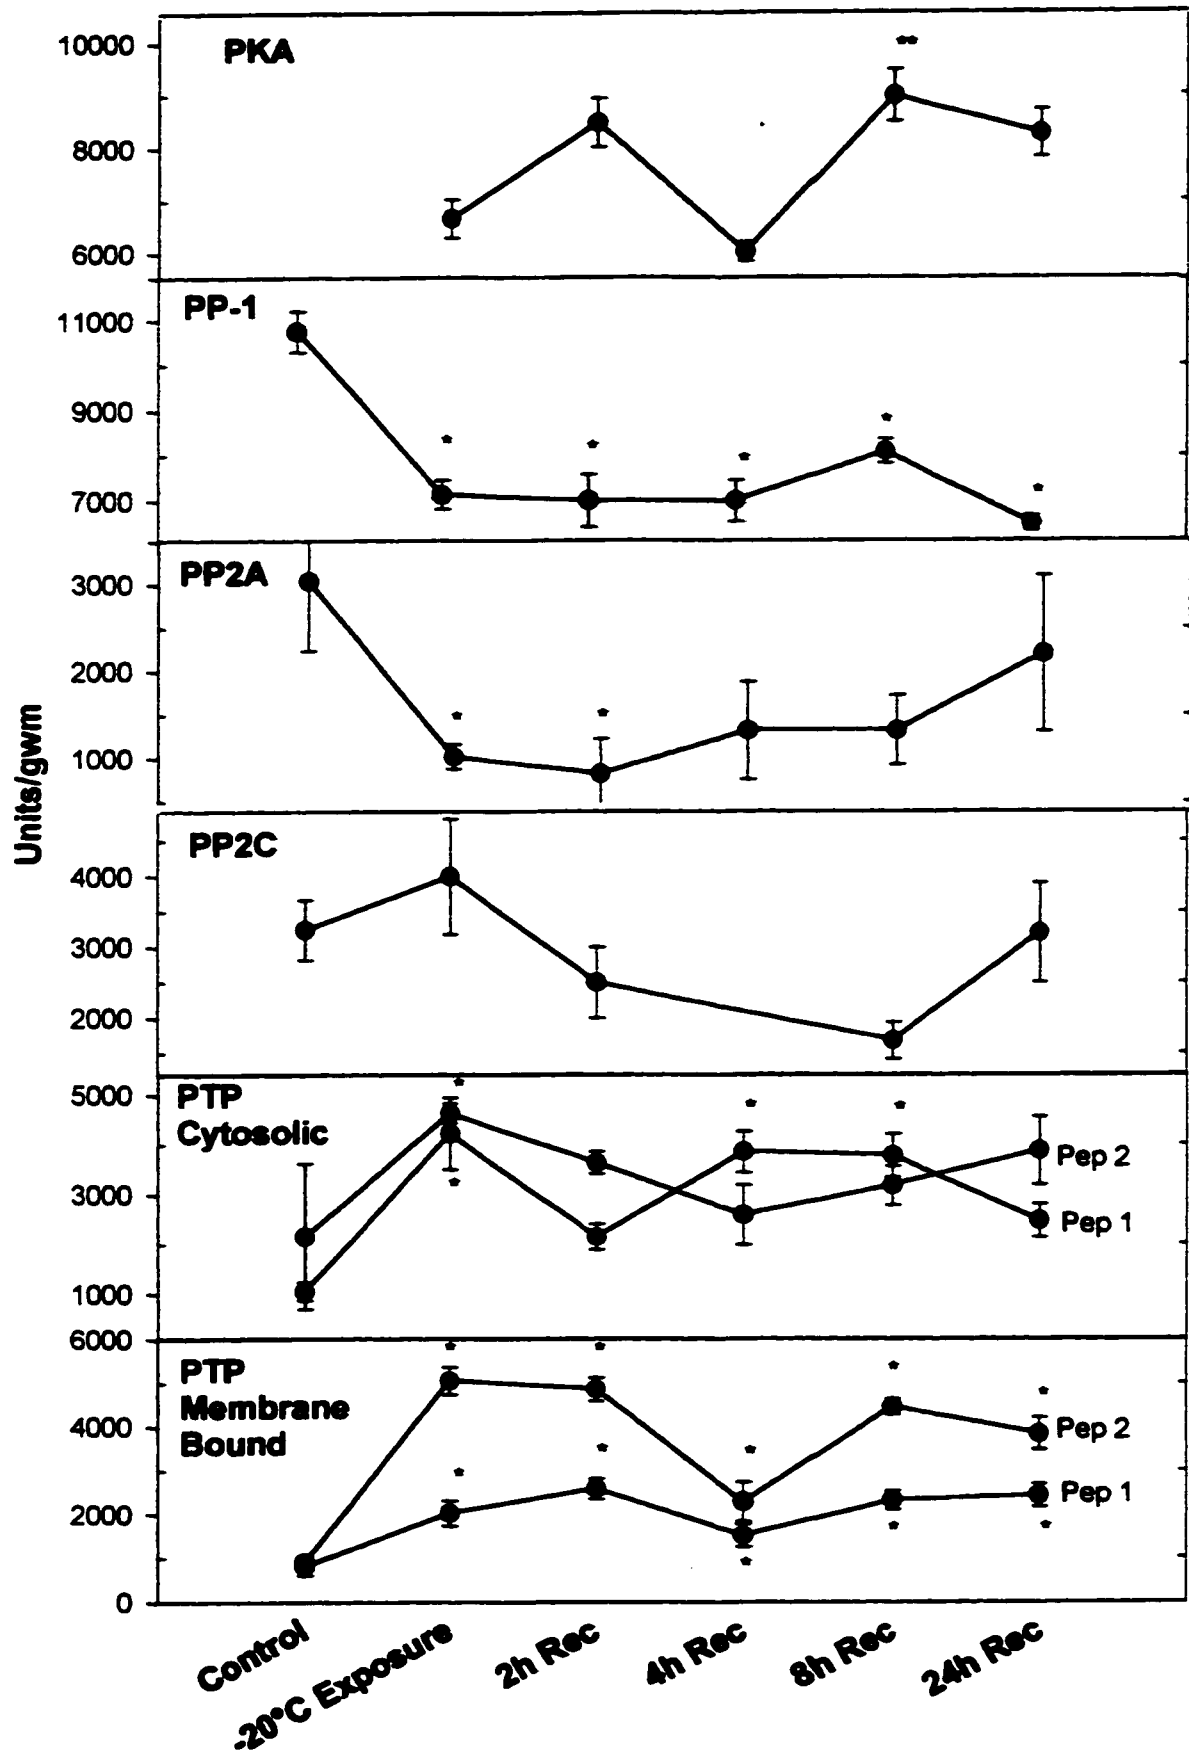 PKA
10000
**
8000
6000
PP-1
11000
9000
*
*
*
*
7000
*
PP2A
3000
2000
*
*
1000
Units/gwm
PP2C
4000
3000
2000
PTP
Cytosolic
5000
*
*
*
Pep 2
*
3000
Pep 1
1000
6000
PTP
Membrane
Bound
*
*
*
*
4000
Pep 2
*
*
*
Pep 1
2000
*
*
*
0
Control
-20°C Exposure
2h Rec
4h Rec
8h Rec
24h Rec